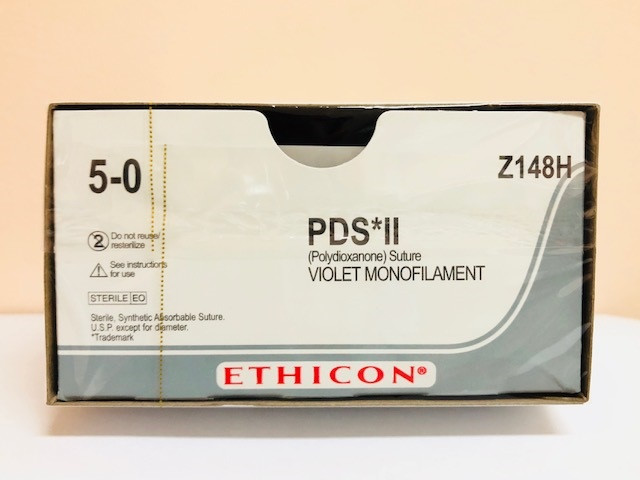 5-0
Z148H
PDS*II
(Polydioxanone) Suture
VIOLET MONOFILAMENT
2 Do not reuse/
resterilize
See instructions
for use
STERILE EO
Sterile, Synthetic Absorbable Suture.
U.S.P. except for diameter.
*Trademark
ETHICON®